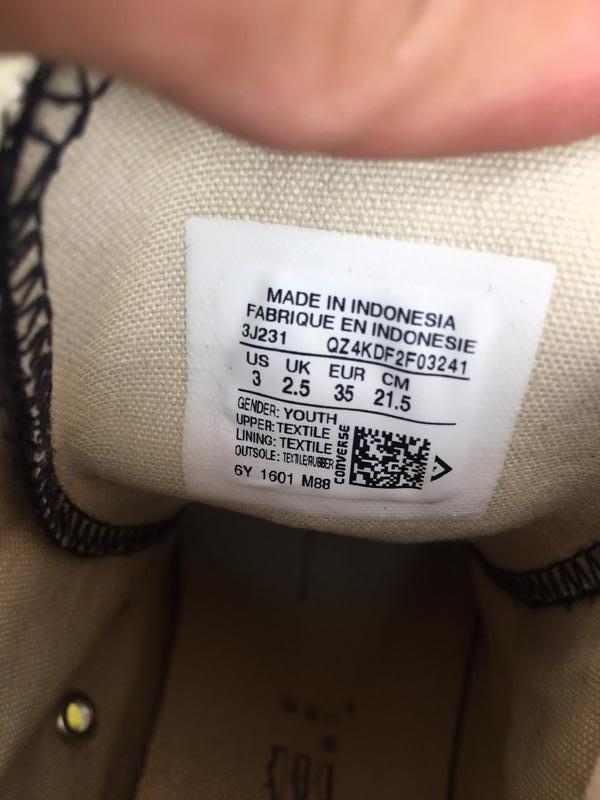 MADE IN INDONESIA
FABRIQUE EN INDONESIE
3J231 QZ4KDF2F03241
US UK EUR CM
3 2.5 35 21.5
GENDER: YOUTH
UPPER: TEXTILE
LINING: TEXTILE
OUTSOLE: TEXTILE/RUBBER
6Y 1601 M88
CONVERSE